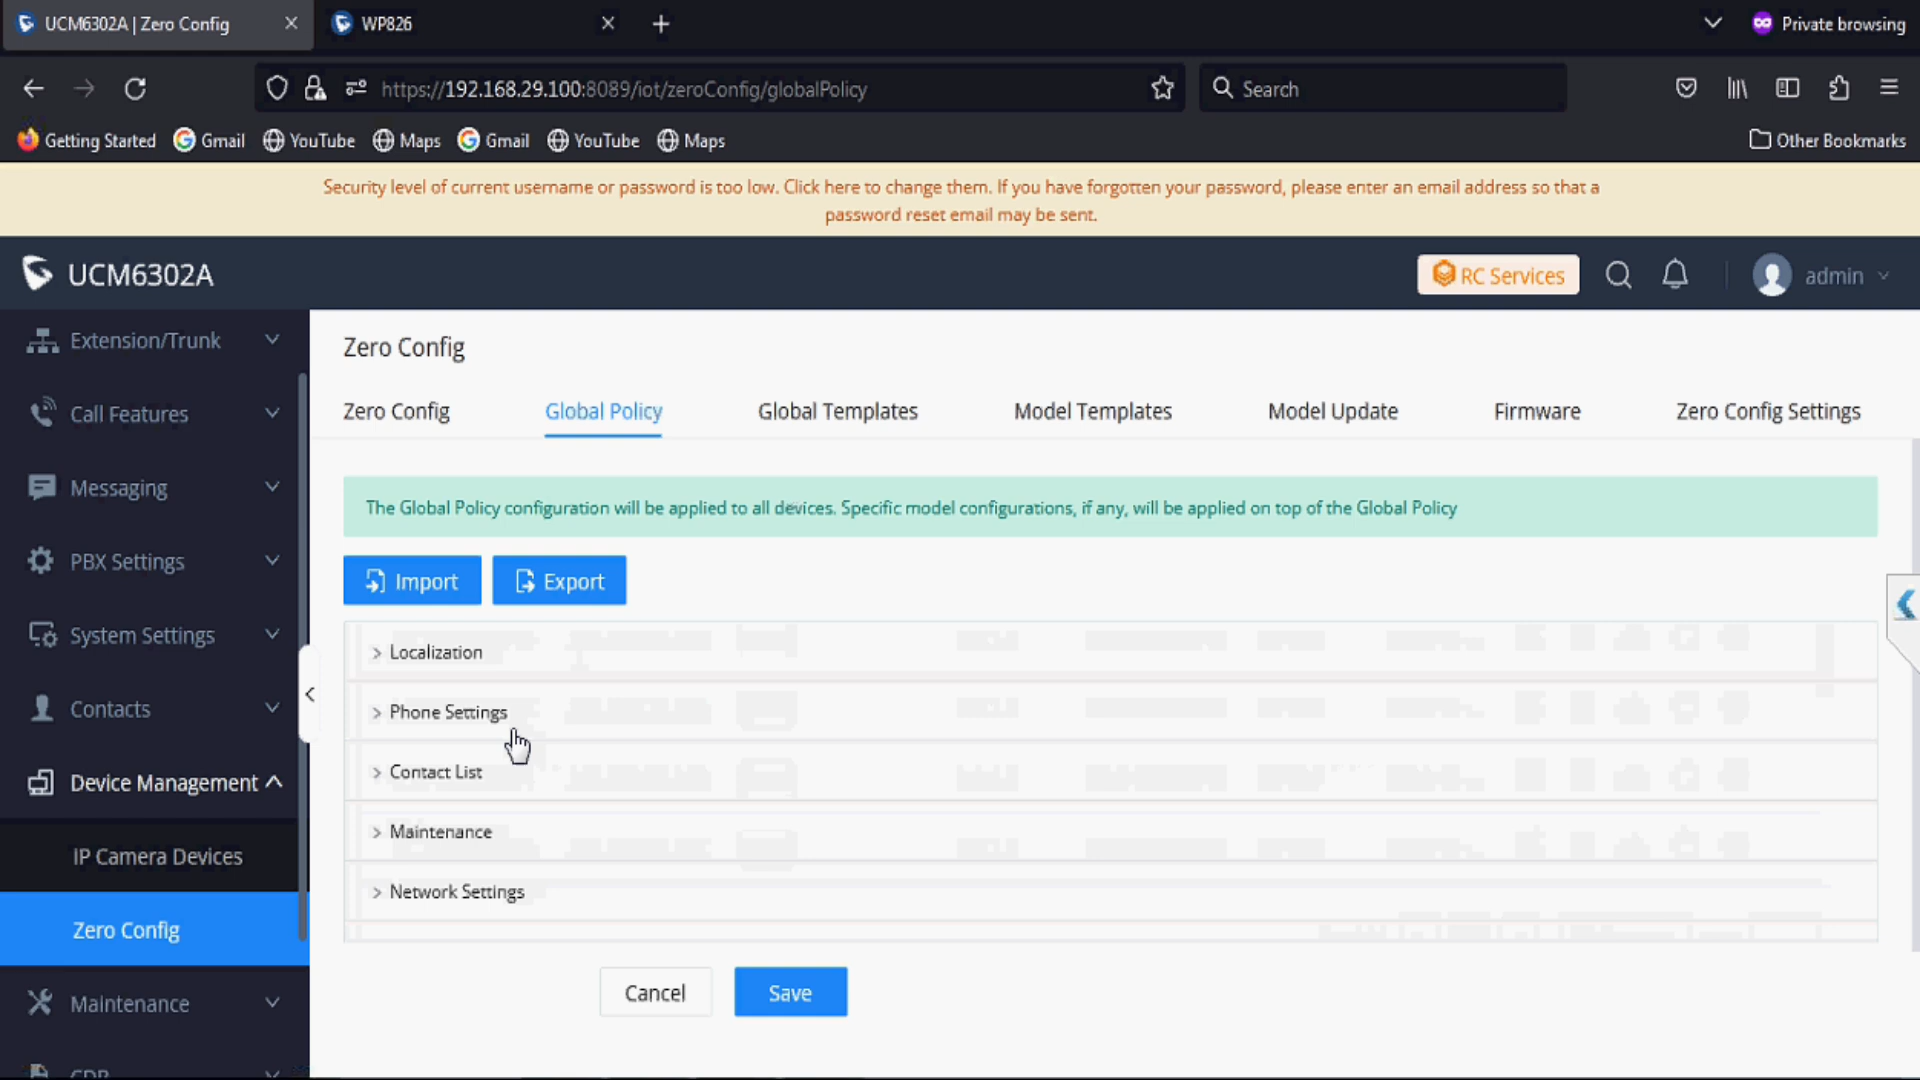 UCM6302A | Zero Config
WP826
Private browsing
https://192.168.29.100:8089/iot/zeroConfig/globalPolicy
Search
Getting Started
Gmail
YouTube
Maps
Gmail
YouTube
Maps
Other Bookmarks
Security level of current username or password is too low. Click here to change them. If you have forgotten your password, please enter an email address so that a
password reset email may be sent.
UCM6302A
RC Services
admin
Extension/Trunk
Call Features
Messaging
PBX Settings
System Settings
Contacts
Device Management
IP Camera Devices
Zero Config
Maintenance
CDR
Zero Config
Zero Config
Global Policy
Global Templates
Model Templates
Model Update
Firmware
Zero Config Settings
The Global Policy configuration will be applied to all devices. Specific model configurations, if any, will be applied on top of the Global Policy
Import
Export
Localization
Phone Settings
Contact List
Maintenance
Network Settings
Cancel
Save